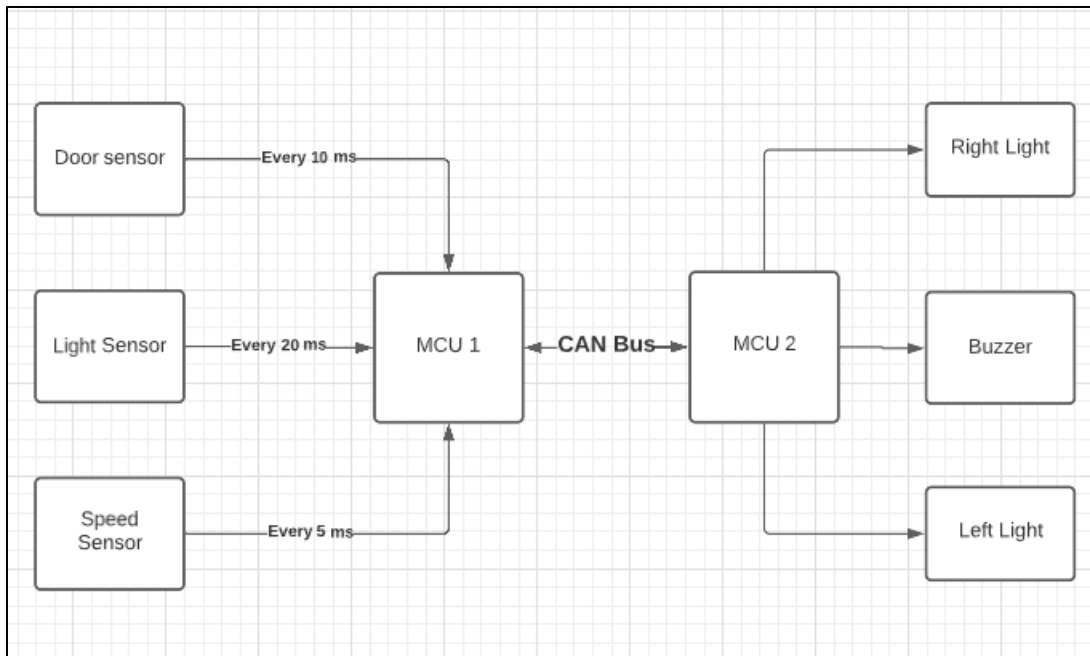 Door sensor
Every 10 ms
Right Light
Light Sensor
Every 20 ms
MCU 1
CAN Bus
MCU 2
Buzzer
Speed
Sensor
Every 5 ms
Left Light